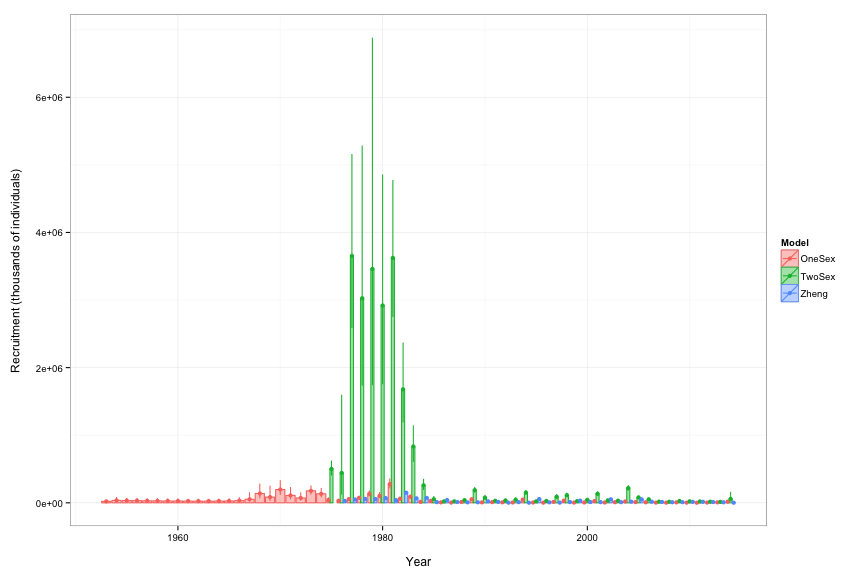 Recruitment (thousands of individuals)
6e+06
4e+06
2e+06
0e+00
1960
1980
2000
Year
Model
OneSex
TwoSex
Zheng